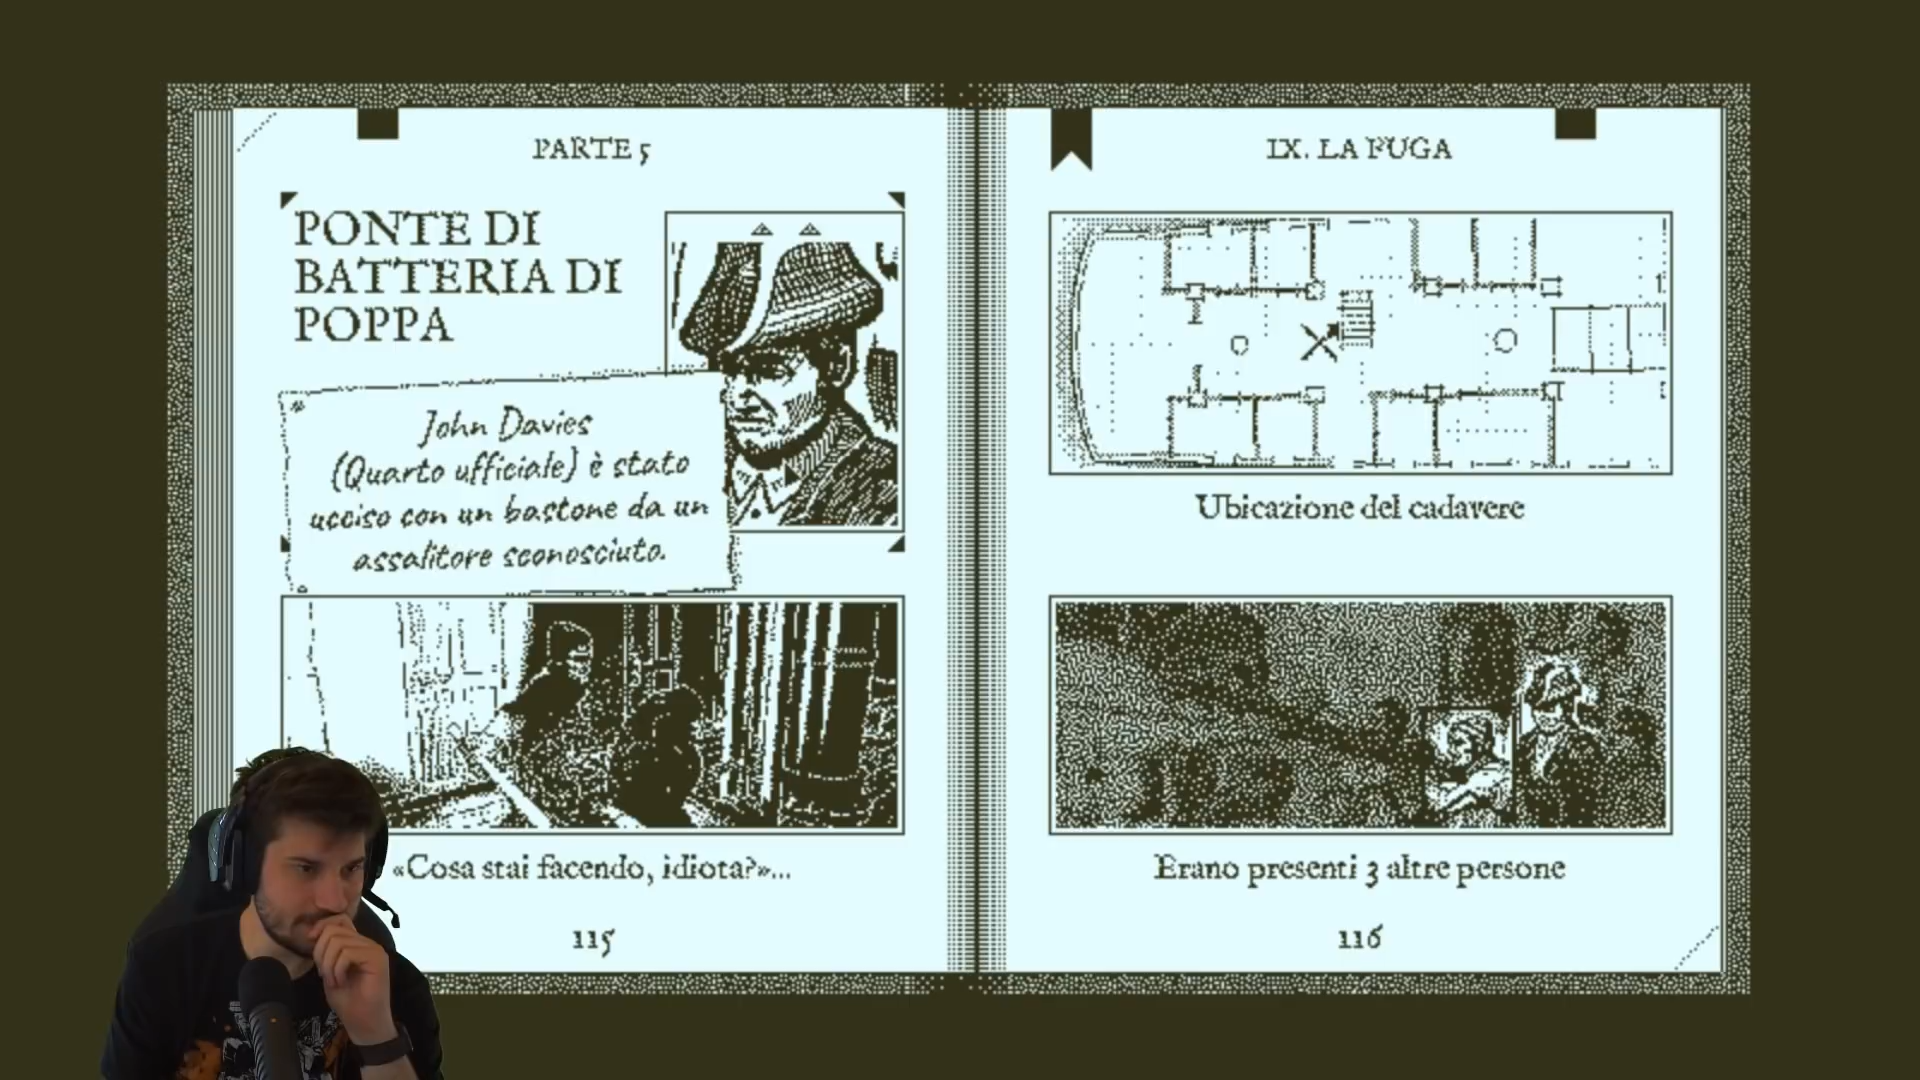 PARTE 5
PONTE DI
BATTERIA DI
POPPA
John Davies
(Quarto ufficiale) è stato
ucciso con un bastone da un
assalitore sconosciuto.
«Cosa stai facendo, idiota?»...
115
IX. LA FUGA
Ubicazione del cadavere
Erano presenti 3 altre persone
116